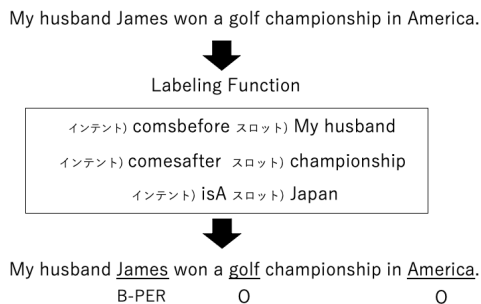 My husband James won a golf championship in America.
Labeling Function
インテント) comsbefore スロット) My husband
インテント) comesafter スロット) championship
インテント) isA スロット) Japan
My husband James won a golf championship in America.
B-PER O O